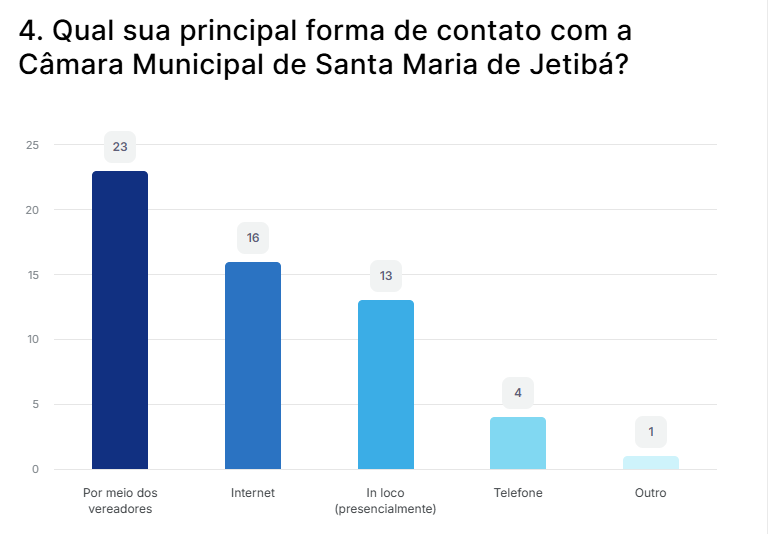 4. Qual sua principal forma de contato com a
Câmara Municipal de Santa Maria de Jetibá?
25
20
15
10
5
0
23
16
13
4
1
Por meio dos
vereadores
Internet
In loco
(presencialmente)
Telefone
Outro